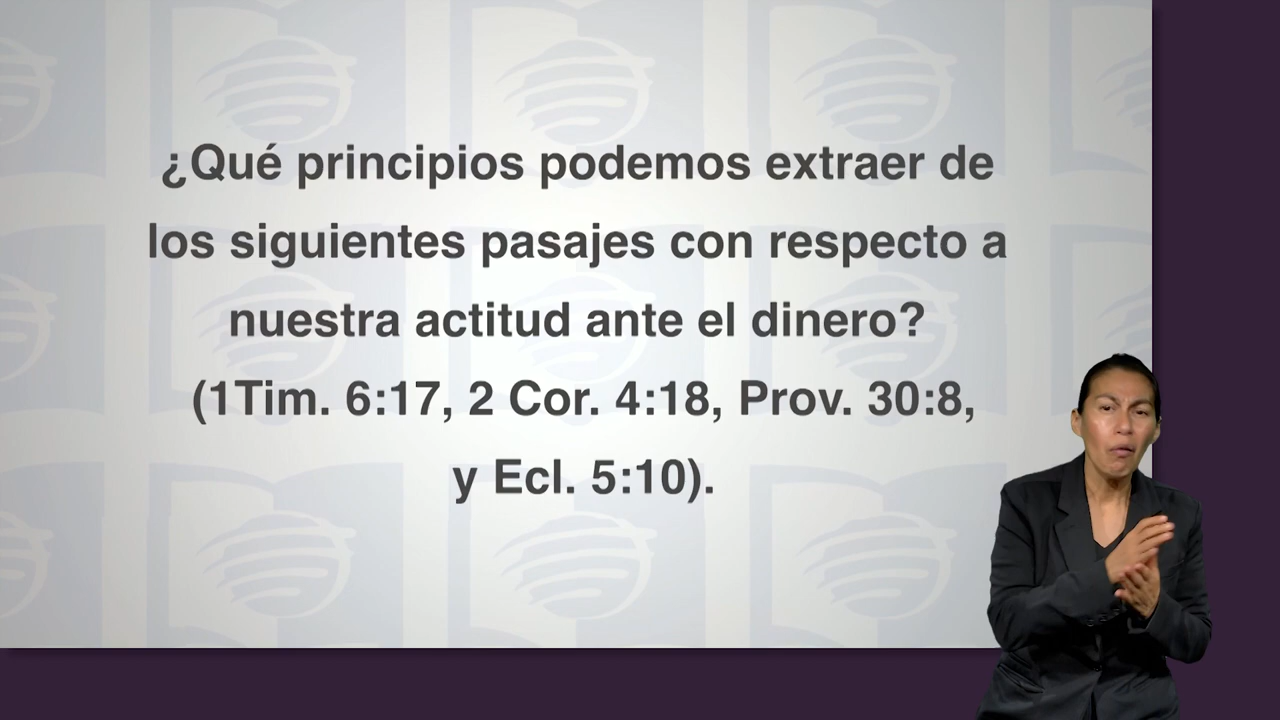 ¿Qué principios podemos extraer de
los siguientes pasajes con respecto a
nuestra actitud ante el dinero?
(1Tim. 6:17, 2 Cor. 4:18, Prov. 30:8,
y Ecl. 5:10).